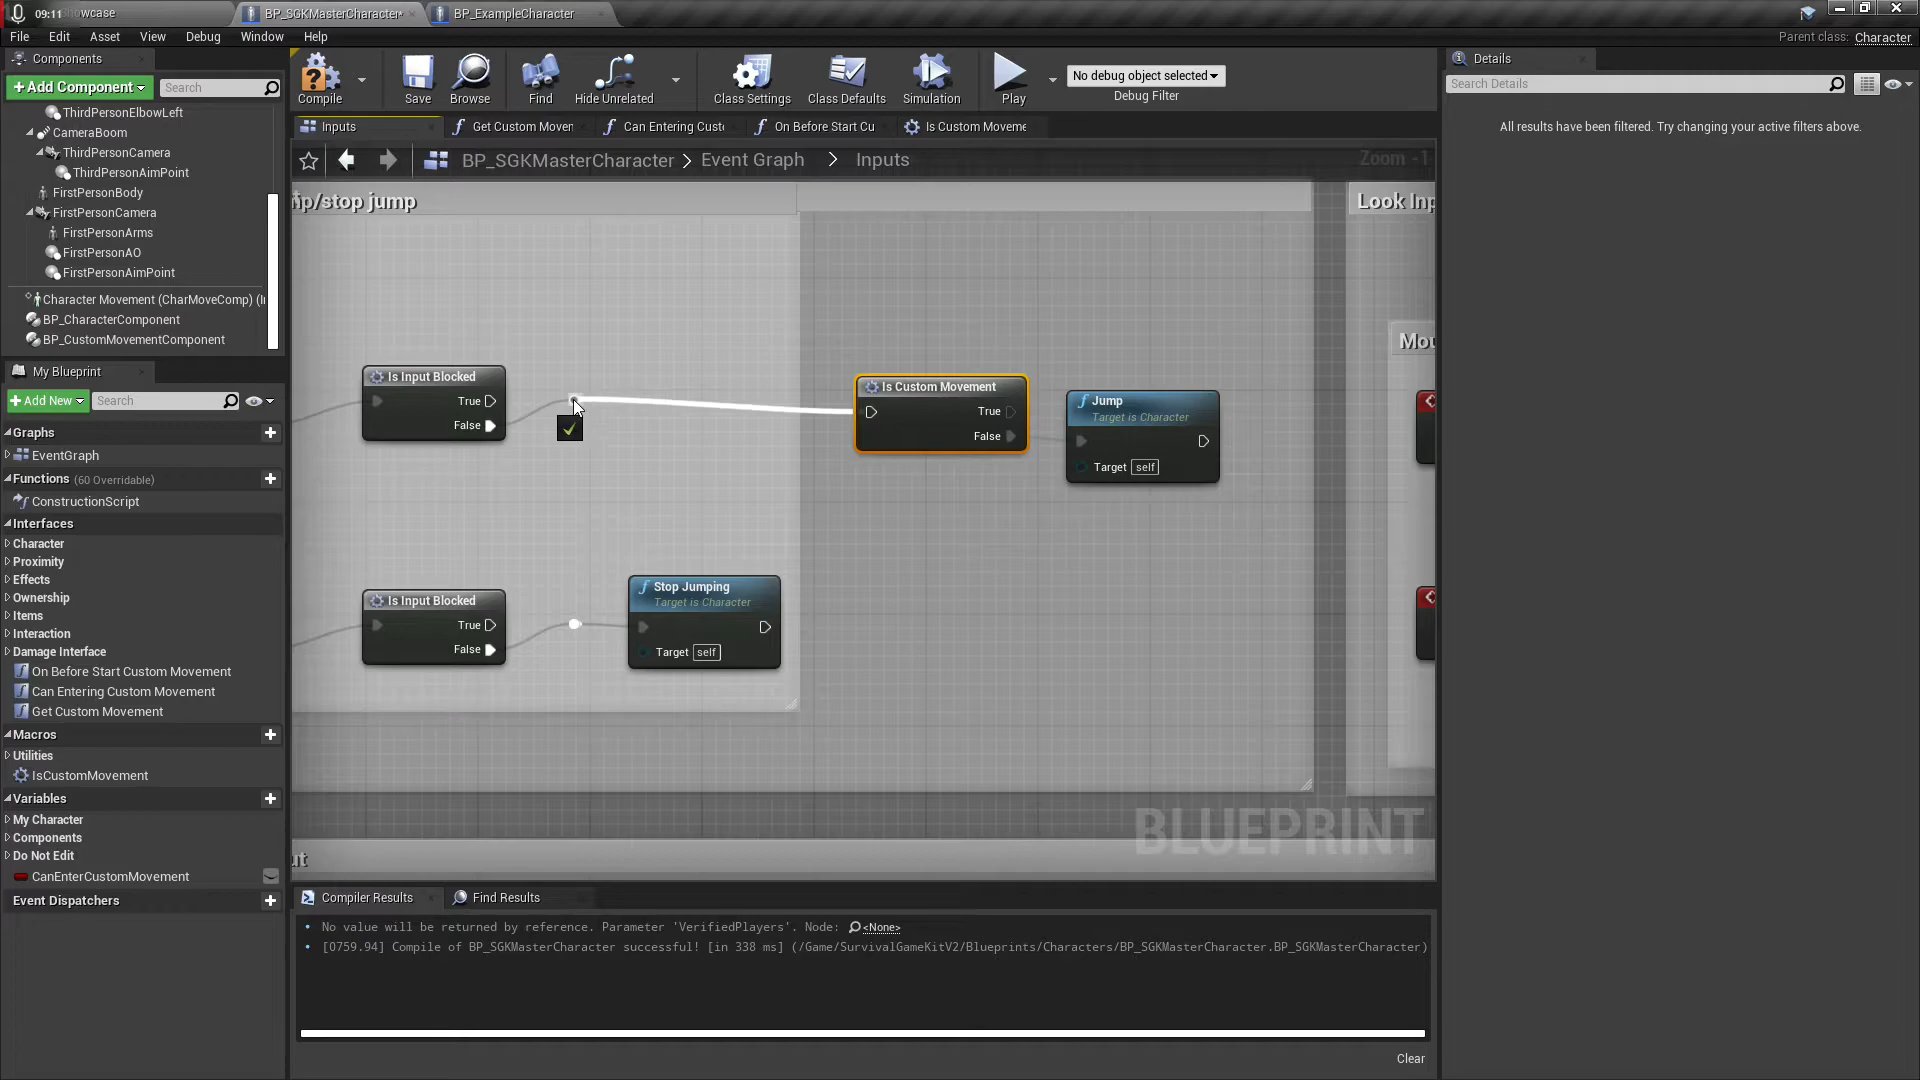 09:11
howcase
BP_SGKMasterCharacter*
BP_ExampleCharacter
File
Edit
Asset
View
Debug
Window
Help
Parent class:
Character
Components
Add Component
Search
ThirdPersonElbowLeft
CameraBoom
ThirdPersonCamera
ThirdPersonAimPoint
FirstPersonBody
FirstPersonCamera
FirstPersonArms
FirstPersonAO
FirstPersonAimPoint
Character Movement (CharMoveComp) (I
BP_CharacterComponent
BP_CustomMovementComponent
My Blueprint
Add New
Search
Graphs
EventGraph
Functions (60 Overridable)
ConstructionScript
Interfaces
Character
Proximity
Effects
Ownership
Items
Interaction
Damage Interface
On Before Start Custom Movement
Can Entering Custom Movement
Get Custom Movement
Macros
Utilities
IsCustomMovement
Variables
My Character
Components
Do Not Edit
CanEnterCustomMovement
Event Dispatchers
Compile
Save
Browse
Find
Hide Unrelated
Class Settings
Class Defaults
Simulation
Play
No debug object selected
Debug Filter
Inputs
Get Custom Movem
Can Entering Custo
On Before Start Cu
Is Custom Moveme
BP_SGKMasterCharacter > Event Graph > Inputs
Zoom -1
p/stop jump
Look Inp
Mou
Is Input Blocked
True
False
Is Custom Movement
True
False
Jump
Target is Character
Target self
Is Input Blocked
True
False
Stop Jumping
Target is Character
Target self
ut
BLUEPRINT
Compiler Results
Find Results
No value will be returned by reference. Parameter 'VerifiedPlayers'. Node: <None>
[0759.94] Compile of BP_SGKMasterCharacter successful! [in 338 ms] (/Game/SurvivalGameKitV2/Blueprints/Characters/BP_SGKMasterCharacter.BP_SGKMasterCharacter)
Clear
Details
Search Details
All results have been filtered. Try changing your active filters above.